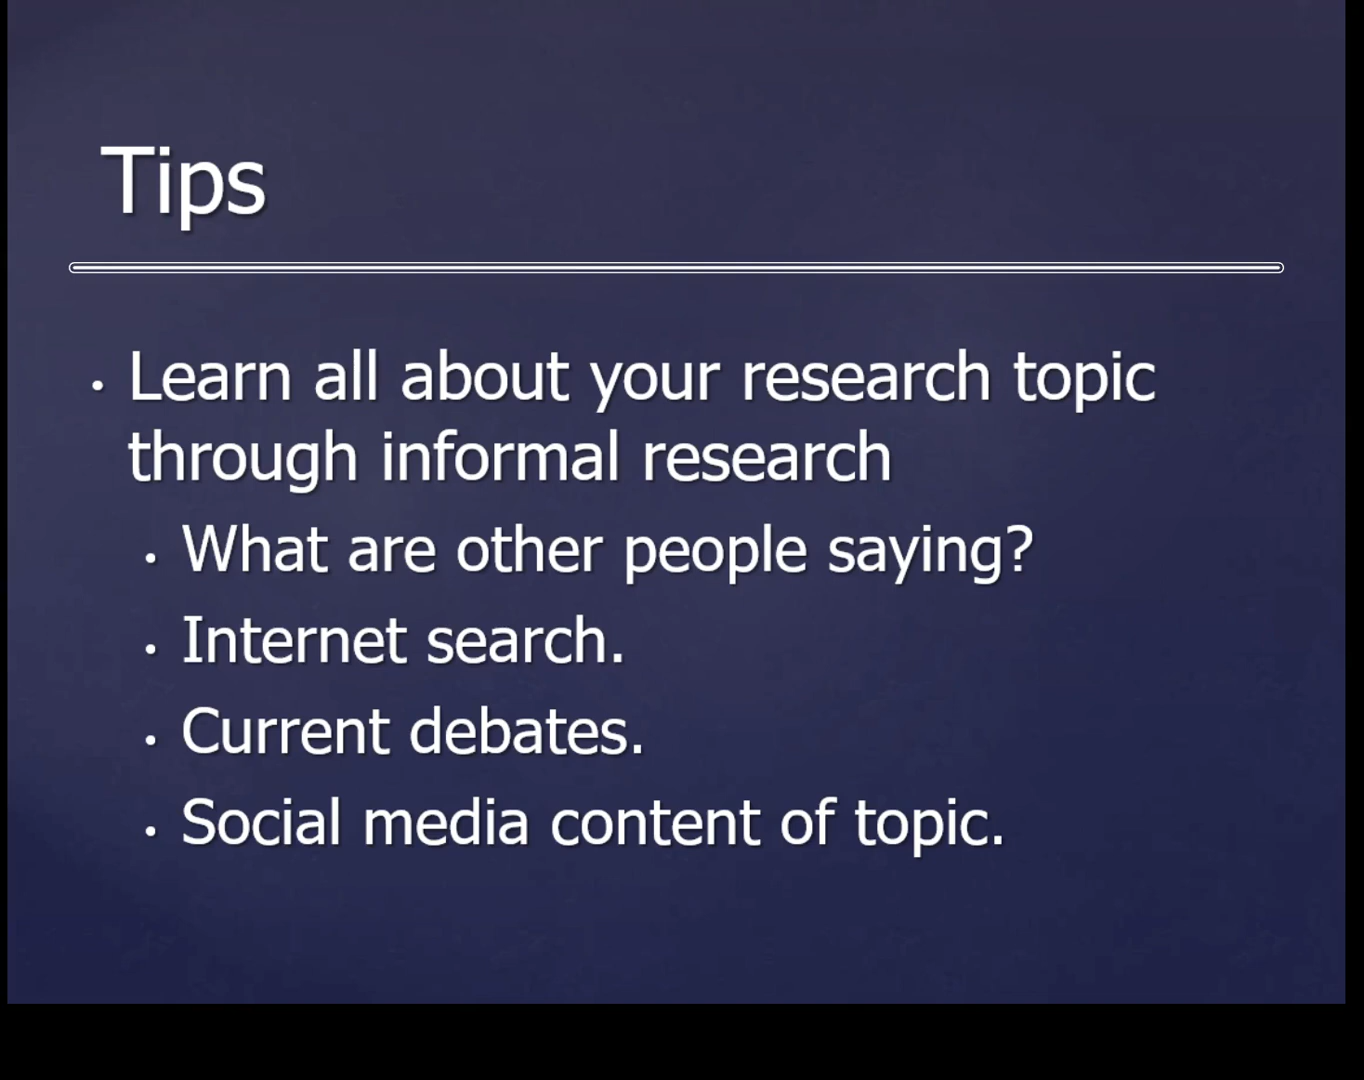 Tips
• Learn all about your research topic
through informal research
• What are other people saying?
• Internet search.
• Current debates.
• Social media content of topic.